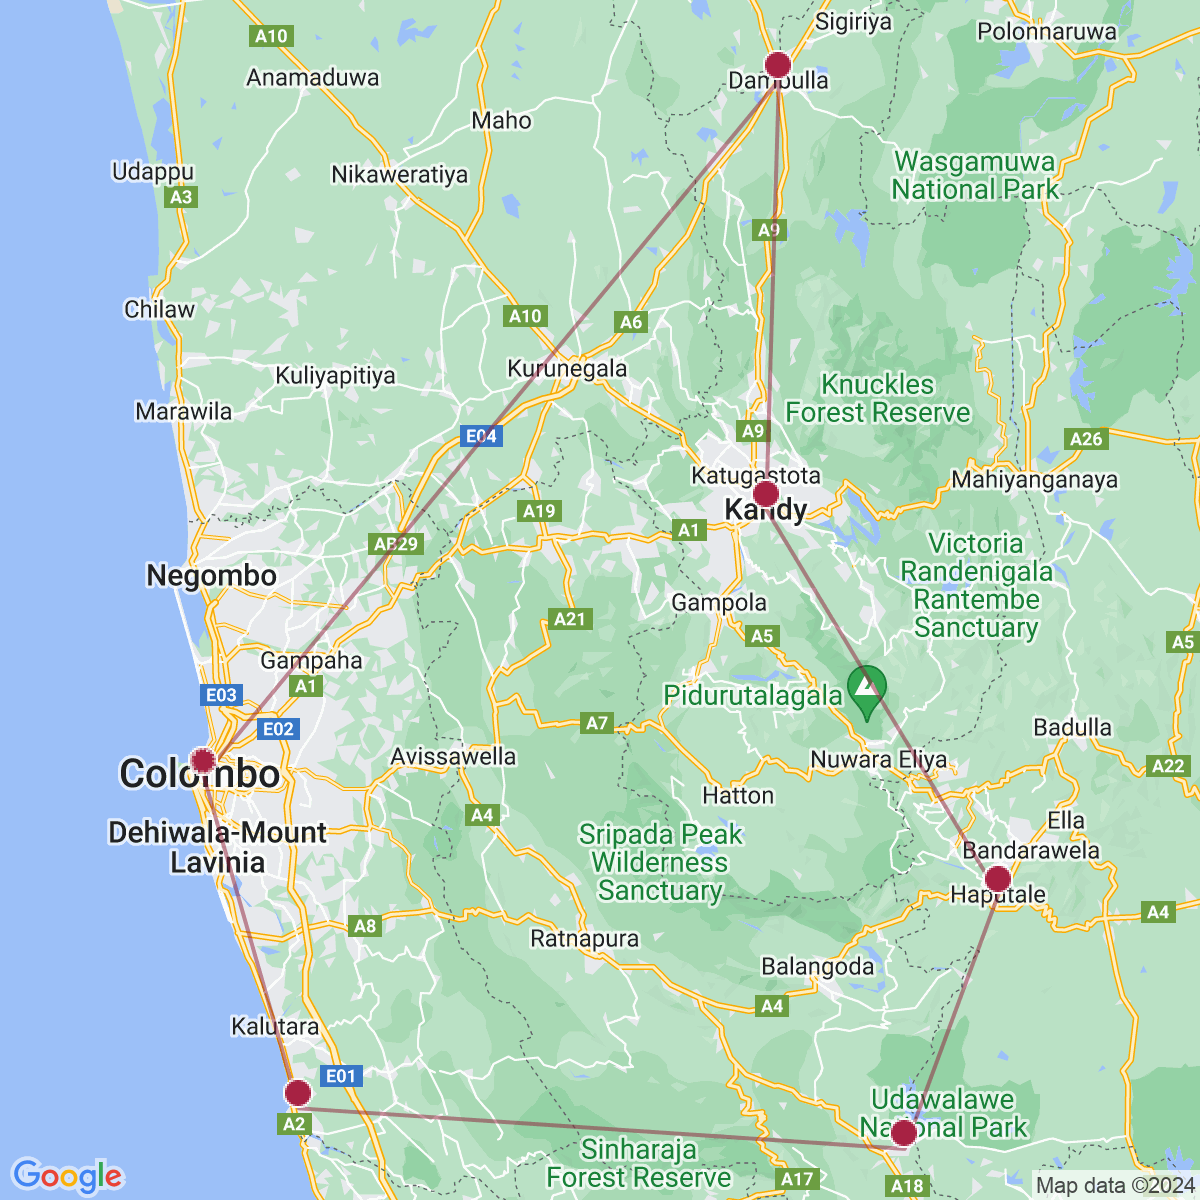 A10
Sigiriya
Polonnaruwa
Anamaduwa
Dambulla
Maho
Udappu
Nikaweratiya
Wasgamuwa
National Park
A3
A9
Chilaw
A10
A6
Kuliyapitiya
Kurunegala
Knuckles
Forest Reserve
Marawila
E04
A9
A26
Katugastota
Kandy
Mahiyanganaya
A19
A1
AB29
Victoria
Randenigala
Rantembe
Sanctuary
Negombo
Gampola
A21
A5
A5
Gampaha
A1
E03
Pidurutalagala
E02
A7
Badulla
Avissawella
Nuwara Eliya
A22
Colombo
Hatton
A4
Ella
Dehiwala-Mount
Lavinia
Sripada Peak
Wilderness
Sanctuary
Bandarawela
Haputale
A8
A4
Ratnapura
Balangoda
A4
Kalutara
E01
Udawalawe
National Park
A2
Sinharaja
Forest Reserve
A17
A18
Google
Map data ©2024